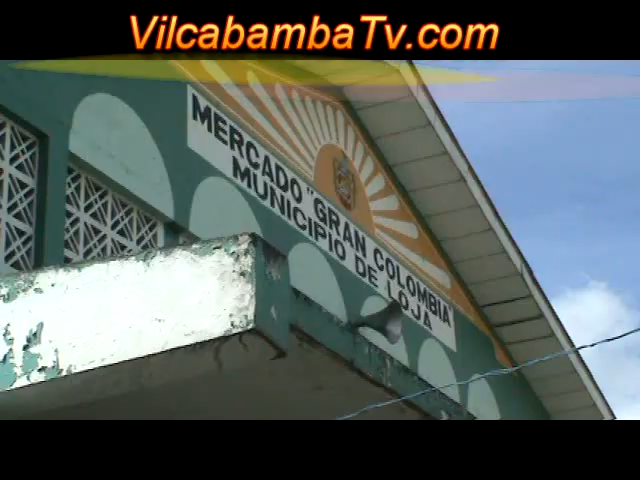 VilcabambaTv.com
MERCADO "GRAN COLOMBIA"
MUNICIPIO DE LOJA